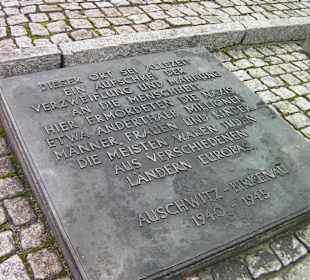 DIESER ORT SEI ALLEZEIT
EIN AUFSCHREI DER
VERZWEIFLUNG UND MAHNUNG
AN DIE MENSCHHEIT.
HIER ERMORDETEN DIE NAZIS
ETWA ANDERTHALB MILLIONEN
MÄNNER, FRAUEN UND KINDER.
DIE MEISTEN WAREN JUDEN
AUS VERSCHIEDENEN
LÄNDERN EUROPAS.
AUSCHWITZ - BIRKENAU
1940 - 1945